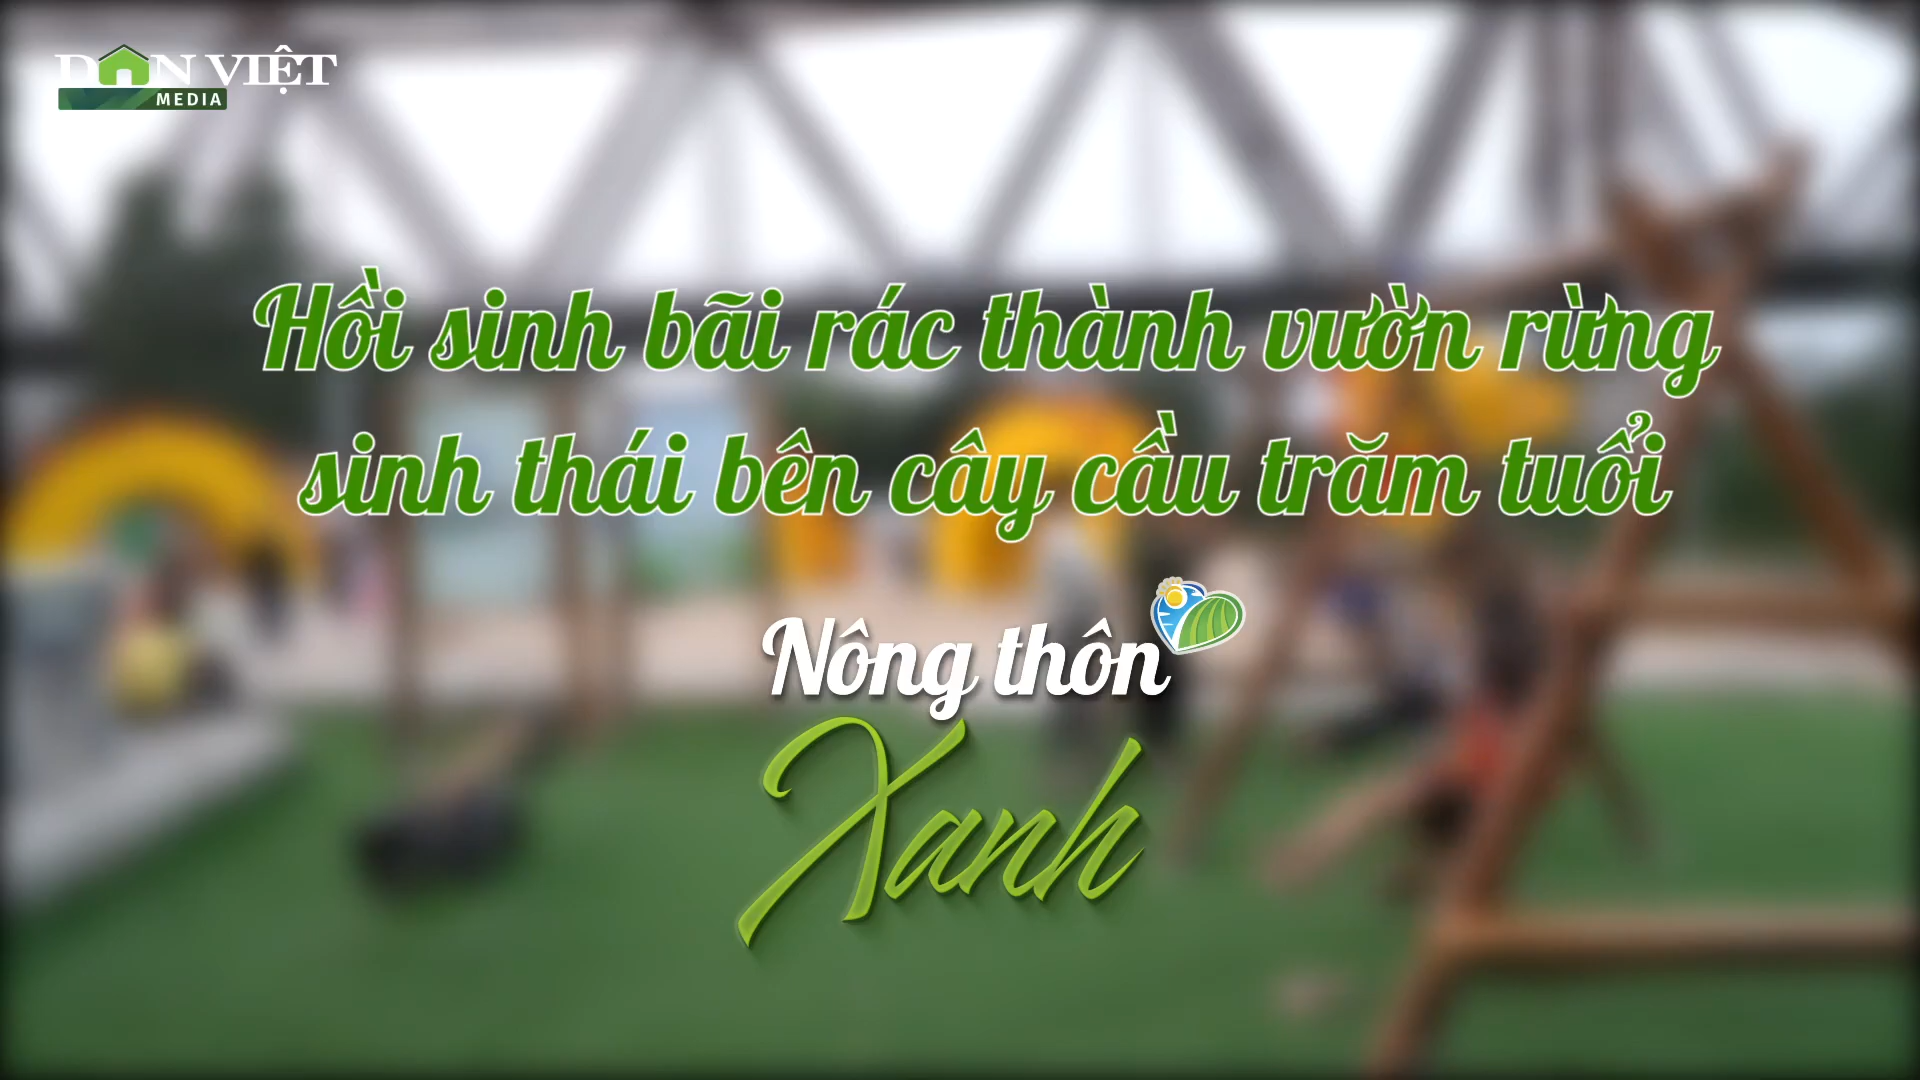 DÂN VIỆT
MEDIA
Hồi sinh bãi rác thành vườn rừng
sinh thái bên cây cầu trăm tuổi
Nông thôn
Xanh